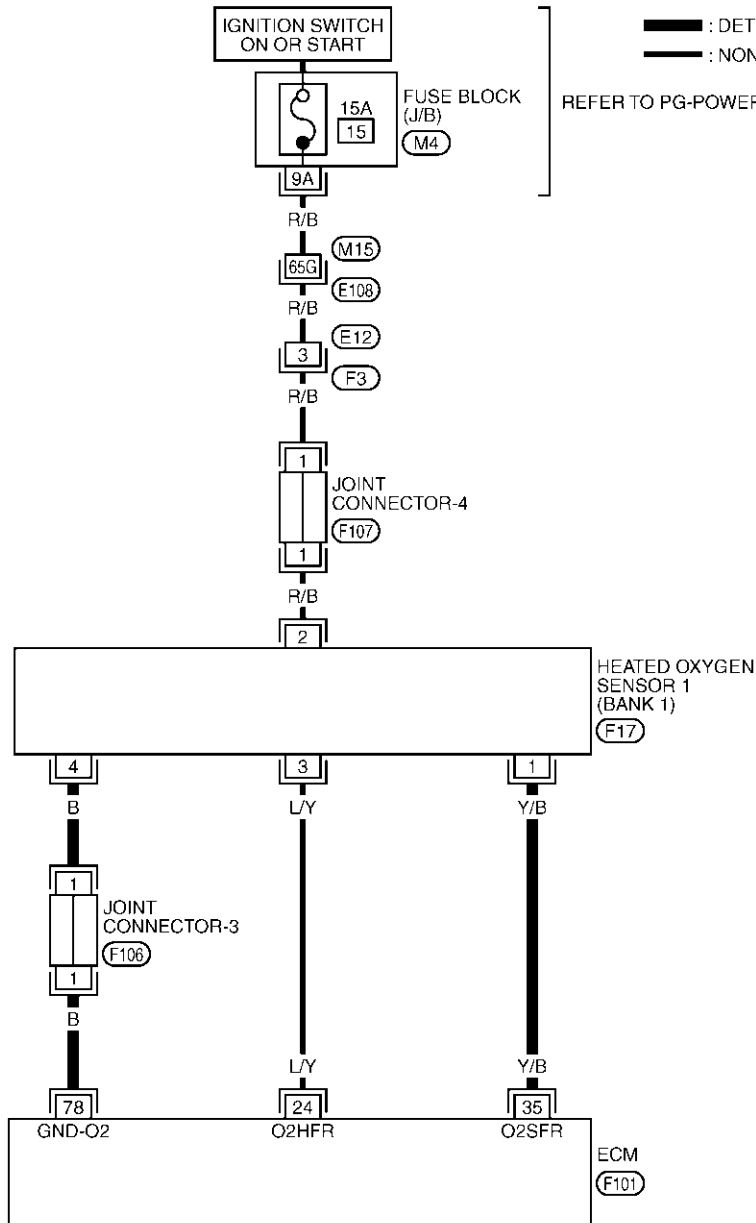 IGNITION SWITCH
ON OR START
: DET
: NON
15A
15
FUSE BLOCK
(J/B)
M4
REFER TO PG-POWER
9A
R/B
M15
65G
E108
R/B
E12
3
F3
R/B
1
JOINT
CONNECTOR-4
F107
1
R/B
2
HEATED OXYGEN
SENSOR 1
(BANK 1)
F17
4
3
1
B
L/Y
Y/B
1
JOINT
CONNECTOR-3
F106
1
B
L/Y
Y/B
78
24
35
GND-O2
O2HFR
O2SFR
ECM
F101